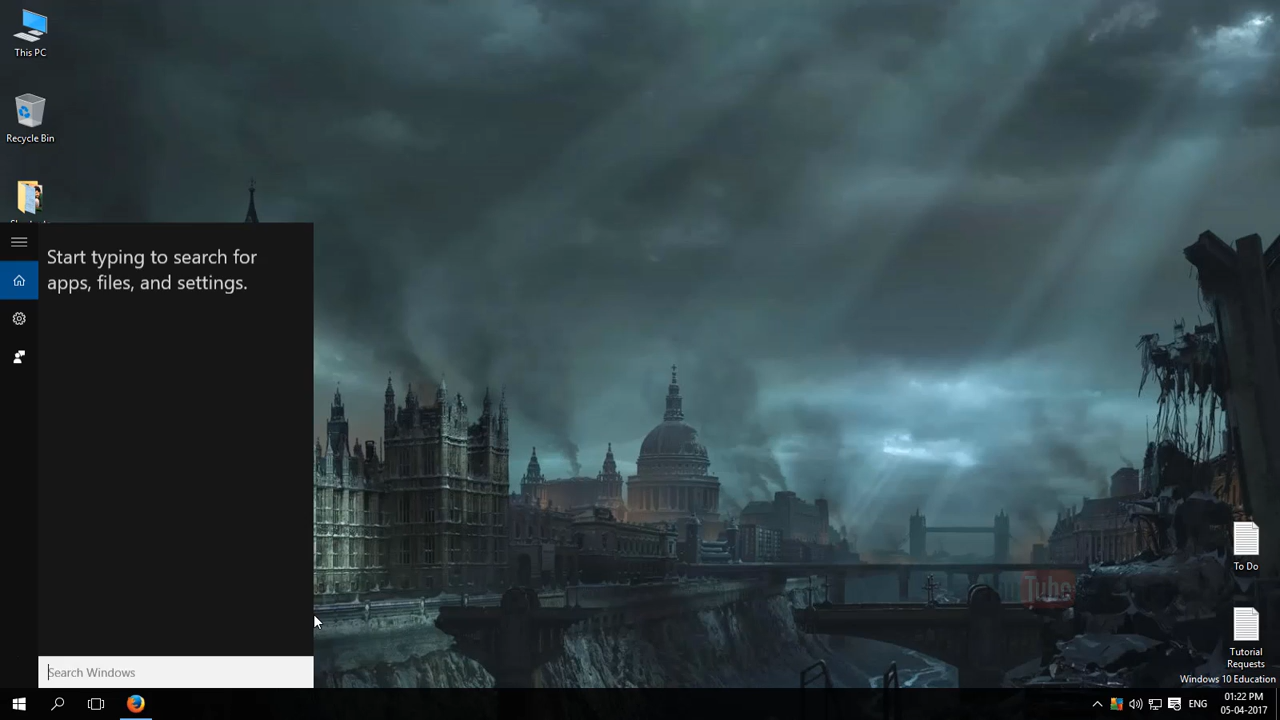 This PC
Recycle Bin
Start typing to search for
apps, files, and settings.
Search Windows
To Do
Tutorial
Requests
Windows 10 Education
ENG
01:22 PM
05-04-2017